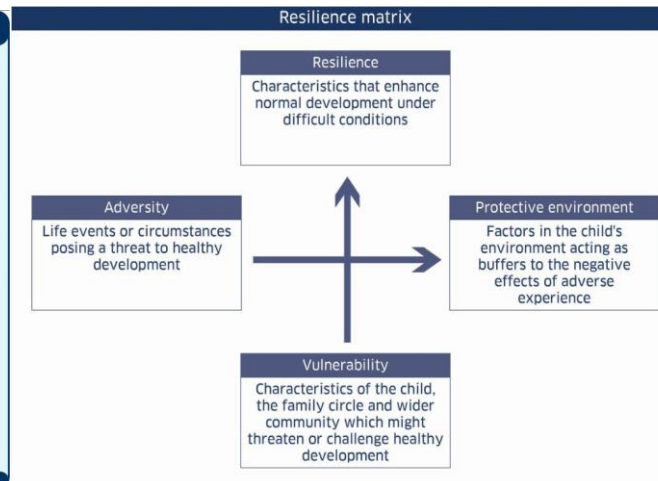 Resilience matrix
Resilience
Characteristics that enhance
normal development under
difficult conditions
Adversity
Life events or circumstances
posing a threat to healthy
development
Protective environment
Factors in the child's
environment acting as
buffers to the negative
effects of adverse
experience
Vulnerability
Characteristics of the child,
the family circle and wider
community which might
threaten or challenge healthy
development